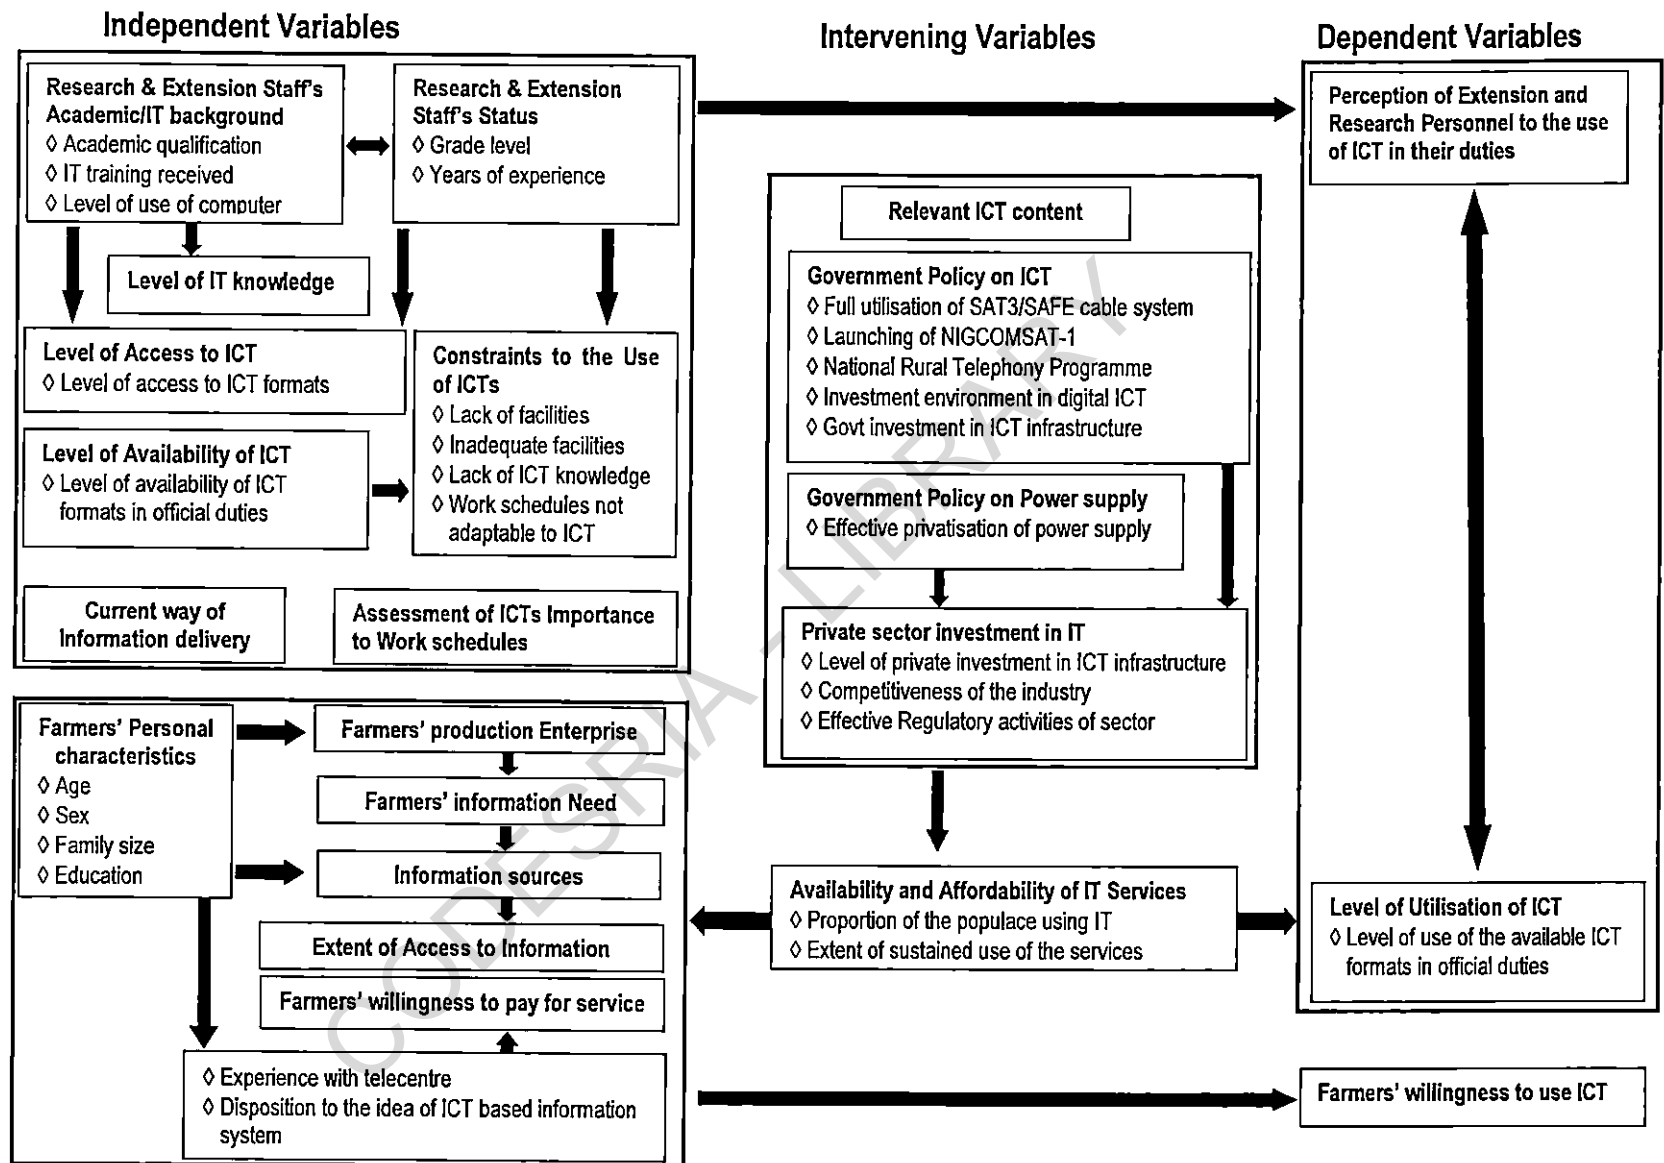 Independent Variables
Intervening Variables
Dependent Variables
Research & Extension Staff's
Academic/IT background
◊ Academic qualification
◊ IT training received
◊ Level of use of computer
Research & Extension
Staff's Status
◊ Grade level
◊ Years of experience
Level of IT knowledge
Level of Access to ICT
◊ Level of access to ICT formats
Level of Availability of ICT
◊ Level of availability of ICT
formats in official duties
Constraints to the Use
of ICTs
◊ Lack of facilities
◊ Inadequate facilities
◊ Lack of ICT knowledge
◊ Work schedules not
adaptable to ICT
Current way of
Information delivery
Assessment of ICTs Importance
to Work schedules
Farmers' Personal
characteristics
◊ Age
◊ Sex
◊ Family size
◊ Education
Farmers' production Enterprise
Farmers' information Need
Information sources
Extent of Access to Information
Farmers' willingness to pay for service
◊ Experience with telecentre
◊ Disposition to the idea of ICT based information
system
Relevant ICT content
Government Policy on ICT
◊ Full utilisation of SAT3/SAFE cable system
◊ Launching of NIGCOMSAT-1
◊ National Rural Telephony Programme
◊ Investment environment in digital ICT
◊ Govt investment in ICT infrastructure
Government Policy on Power supply
◊ Effective privatisation of power supply
Private sector investment in IT
◊ Level of private investment in ICT infrastructure
◊ Competitiveness of the industry
◊ Effective Regulatory activities of sector
Availability and Affordability of IT Services
◊ Proportion of the populace using IT
◊ Extent of sustained use of the services
Perception of Extension and
Research Personnel to the use
of ICT in their duties
Level of Utilisation of ICT
◊ Level of use of the available ICT
formats in official duties
Farmers' willingness to use ICT
CODESRIA - LIBRARY